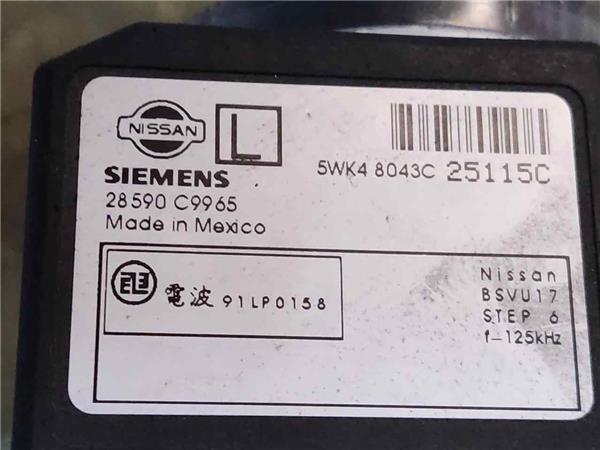 NISSAN
L
SIEMENS
5WK4 8043C 25115C
28590 C9965
Made in Mexico
電波 91LP0158
Nissan
BSVU17
STEP 6
f-125kHz